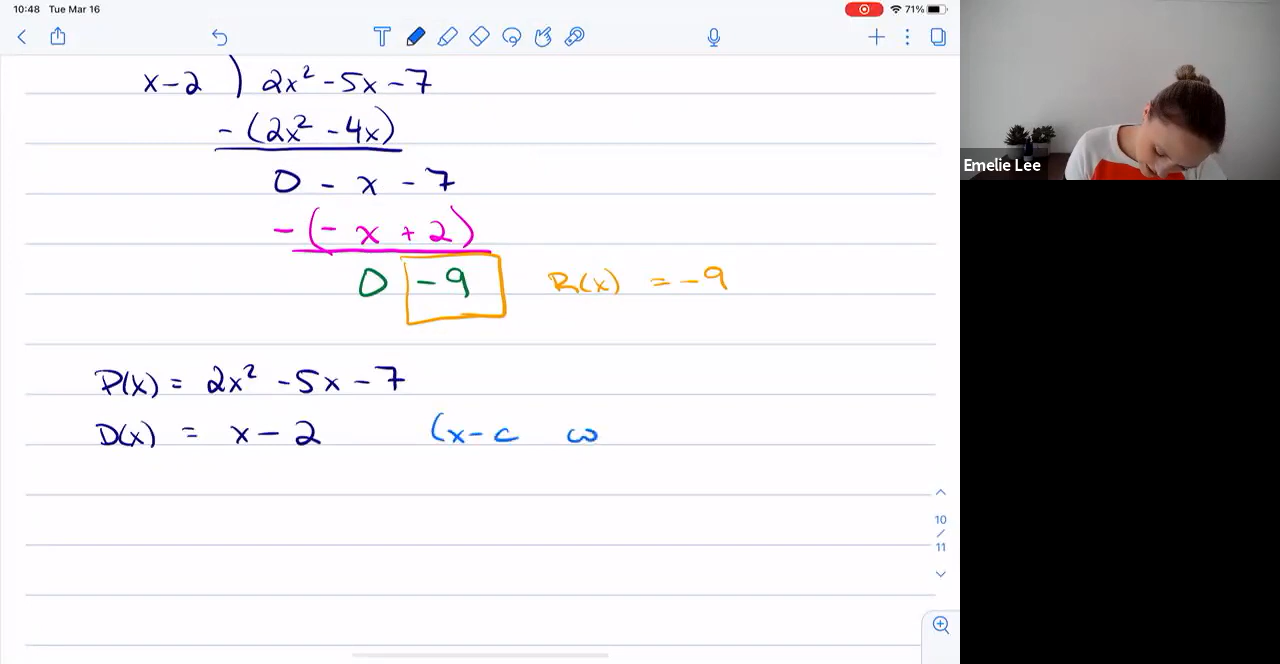 10:48 Tue Mar 16
71%
x-2 ) 2x² -5x -7
- (2x² -4x)
0 - x - 7
- (- x + 2)
0 -9 R(x) = -9
P(x) = 2x² -5x -7
D(x) = x - 2 (x-c
10
/
11
Emelie Lee